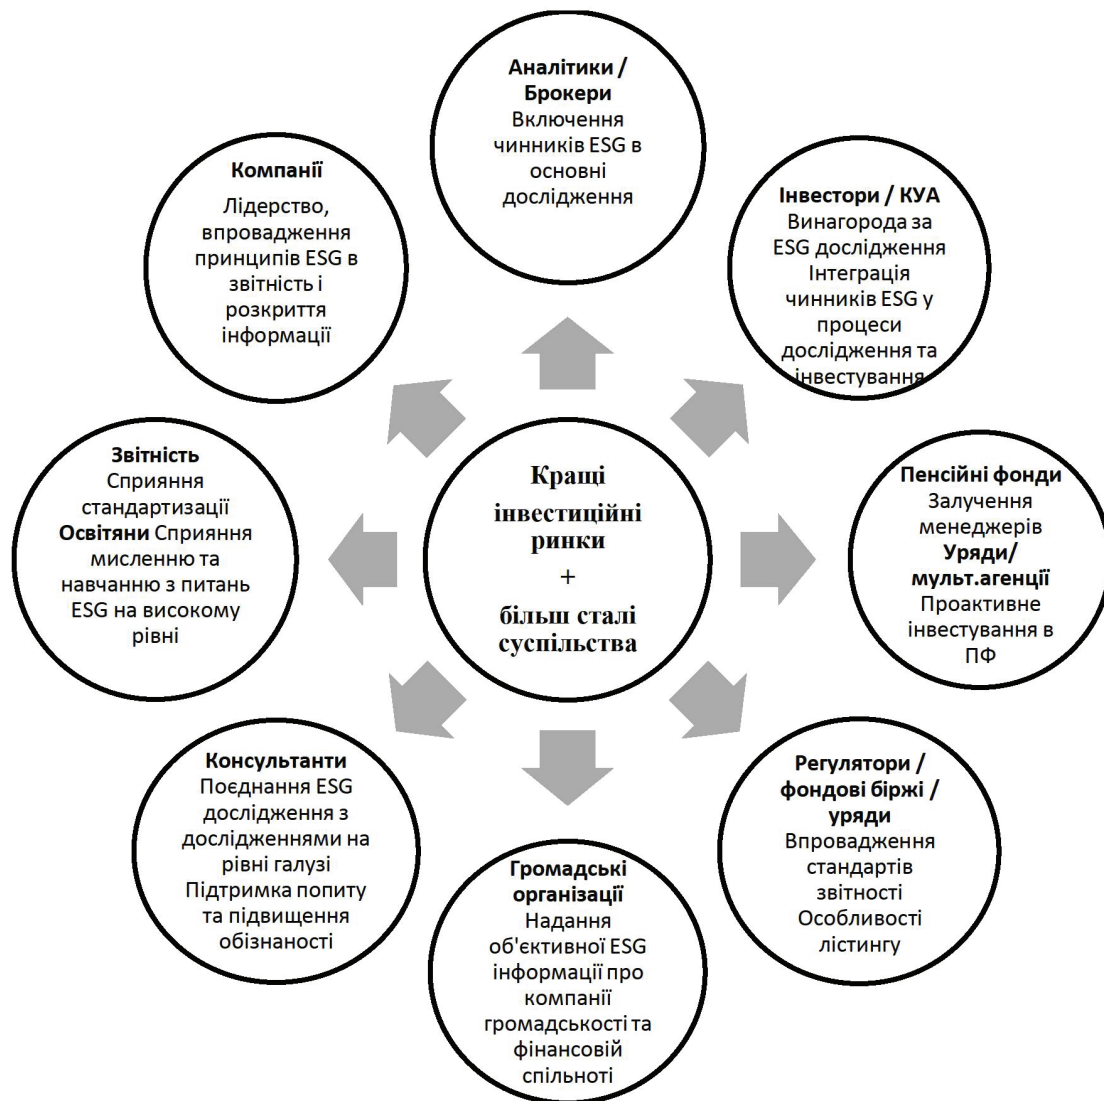 Аналітики /
Брокери
Включення
чинників ESG в
основні
дослідження
Інвестори / КУА
Винагорода за
ESG дослідження
Інтеграція
чинників ESG у
процеси
дослідження та
інвестування
Пенсійні фонди
Залучення
менеджерів
Уряди/
мульт.агенції
Проактивне
інвестування в
ПФ
Регулятори /
фондові біржі /
уряди
Впровадження
стандартів
звітності
Особливості
лістингу
Громадські
організації
Надання
об'єктивної ESG
інформації про
компанії
громадськості та
фінансовій
спільноті
Консультанти
Поєднання ESG
дослідження з
дослідженнями на
рівні галузі
Підтримка попиту
та підвищення
обізнаності
Звітність
Сприяння
стандартизації
Освітяни Сприяння
мисленню та
навчанню з питань
ESG на високому
рівні
Компанії
Лідерство,
впровадження
принципів ESG в
звітність і
розкриття
інформації
Кращі
інвестиційні
ринки
+
більш сталі
суспільства